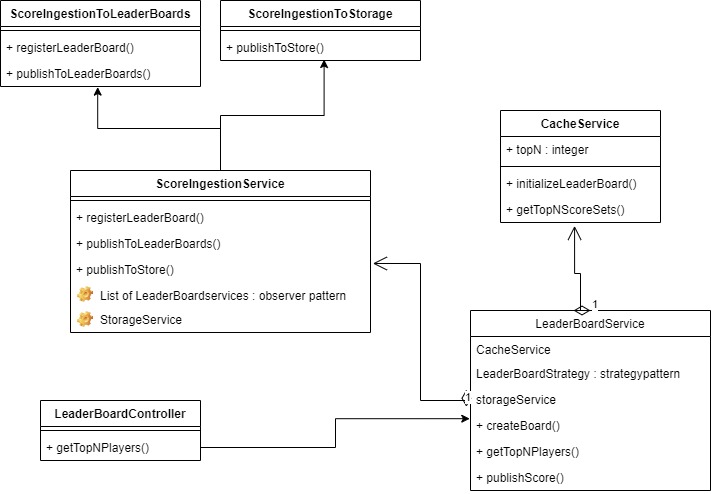 ScoreIngestionToLeaderBoards
+ registerLeaderBoard()
+ publishToLeaderBoards()
ScoreIngestionToStorage
+ publishToStore()
CacheService
+ topN : integer
+ initializeLeaderBoard()
+ getTopNScoreSets()
ScoreIngestionService
+ registerLeaderBoard()
+ publishToLeaderBoards()
+ publishToStore()
List of LeaderBoardservices : observer pattern
StorageService
1
LeaderBoardService
CacheService
LeaderBoardStrategy : strategypattern
1
storageService
+ createBoard()
+ getTopNPlayers()
+ publishScore()
LeaderBoardController
+ getTopNPlayers()